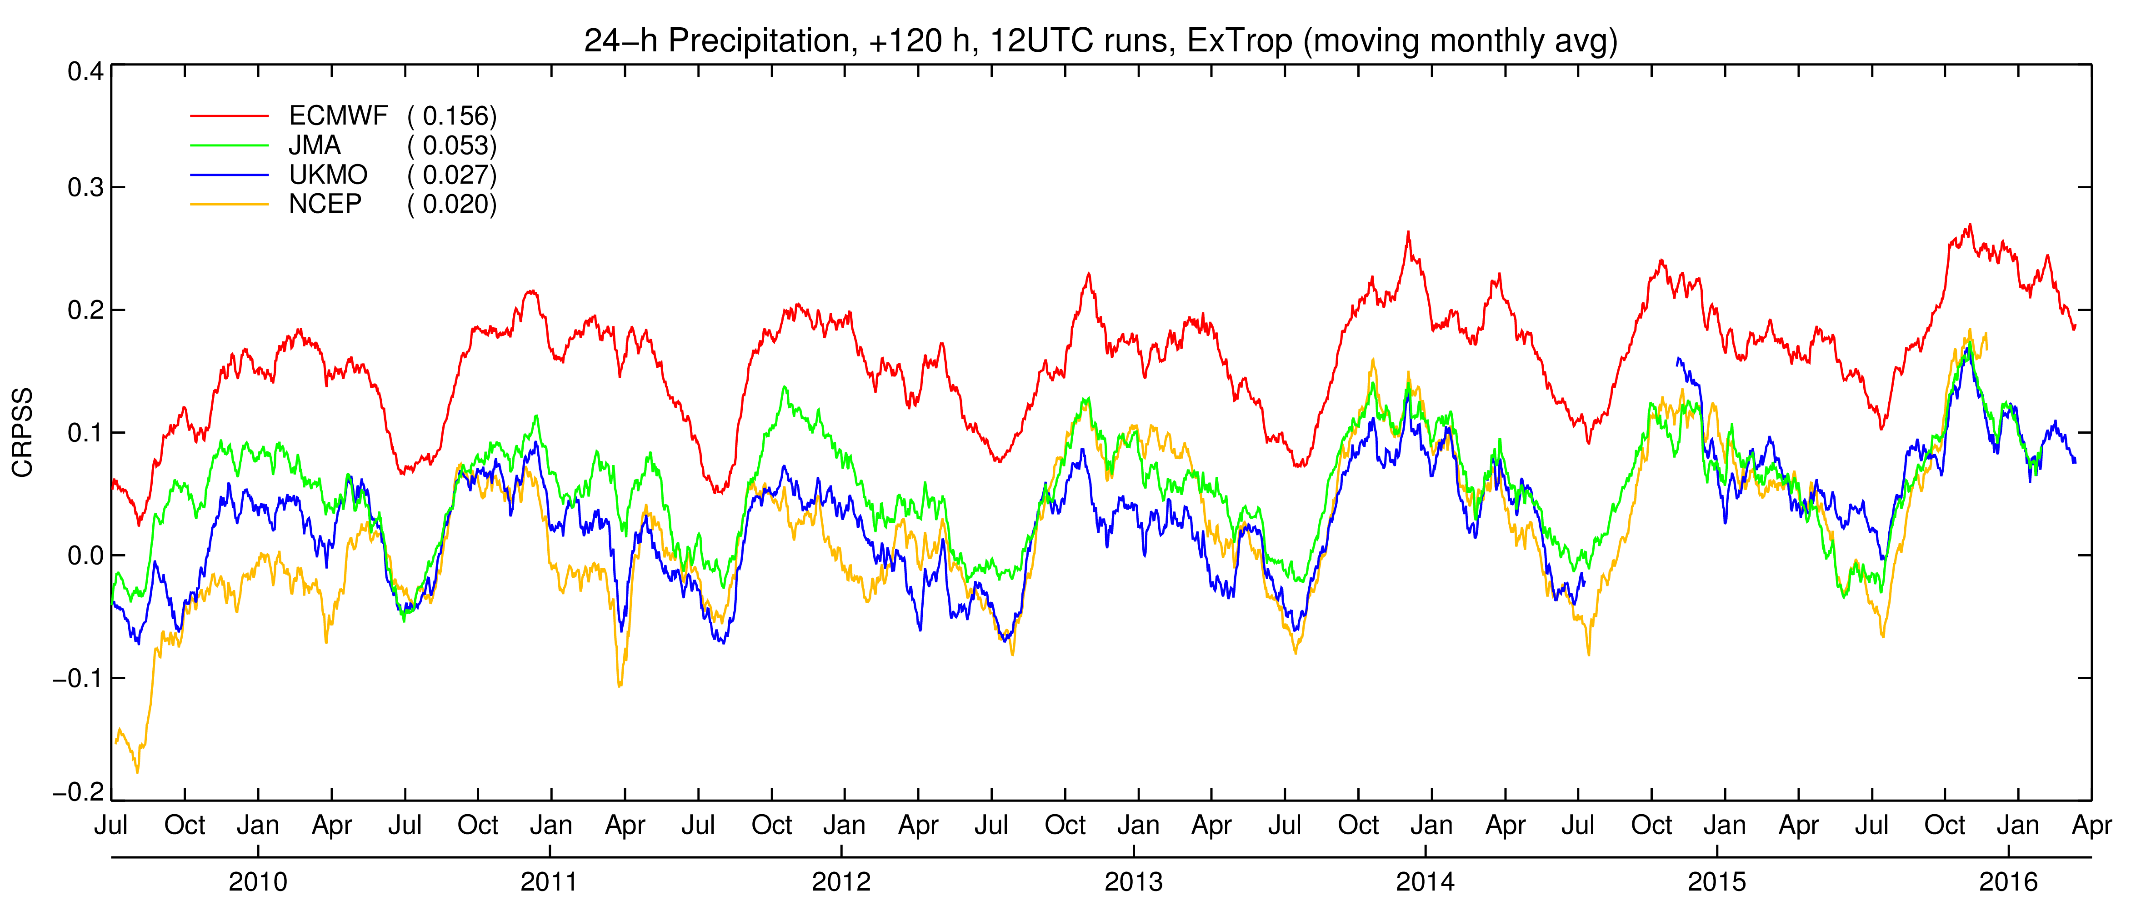 24−h Precipitation, +120 h, 12UTC runs, ExTrop (moving monthly avg)
0.4
ECMWF ( 0.156)
JMA ( 0.053)
UKMO ( 0.027)
NCEP ( 0.020)
0.3
0.2
0.1
0.0
−0.1
−0.2
CRPSS
Jul Oct Jan Apr Jul Oct Jan Apr Jul Oct Jan Apr Jul Oct Jan Apr Jul Oct Jan Apr Jul Oct Jan Apr Jul Oct Jan Apr
2010 2011 2012 2013 2014 2015 2016